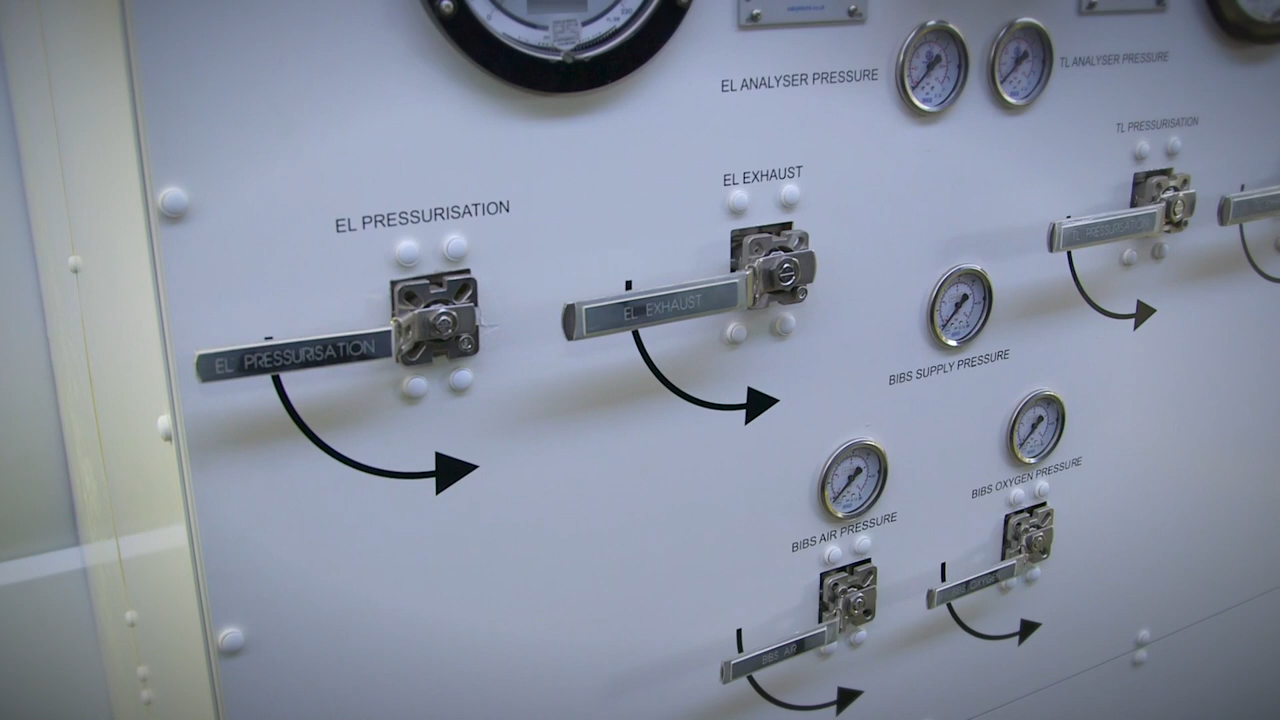 EL ANALYSER PRESSURE
TL ANALYSER PRESSURE
TL PRESSURISATION
EL EXHAUST
EL PRESSURISATION
TL PRESSURISATION
EL EXHAUST
EL PRESSURISATION
BIBS SUPPLY PRESSURE
BIBS OXYGEN PRESSURE
BIBS AIR PRESSURE
OXYGEN
BIBS AIR